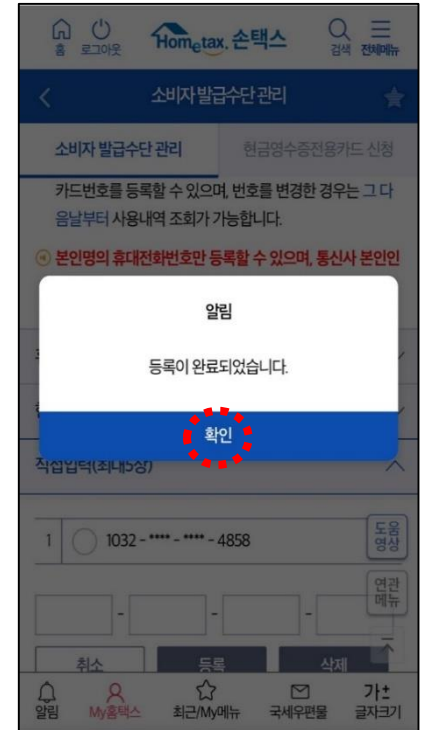 홈 로그아웃 Hometax. 손택스 검색 전체메뉴
소비자 발급수단 관리
소비자 발급수단 관리 현금영수증전용카드 신청
카드번호를 등록할 수 있으며, 번호를 변경한 경우는 그 다
음날부터 사용내역 조회가 가능합니다.
본인명의 휴대전화번호만 등록할 수 있으며, 통신사 본인인
알림
등록이 완료되었습니다.
확인
직접입력(최대5장)
1 1032 - **** - **** - 4858
도움
영상
연관
메뉴
- - -
취소 등록 삭제
알림 My홈택스 최근/My메뉴 국세우편물 가± 글자크기